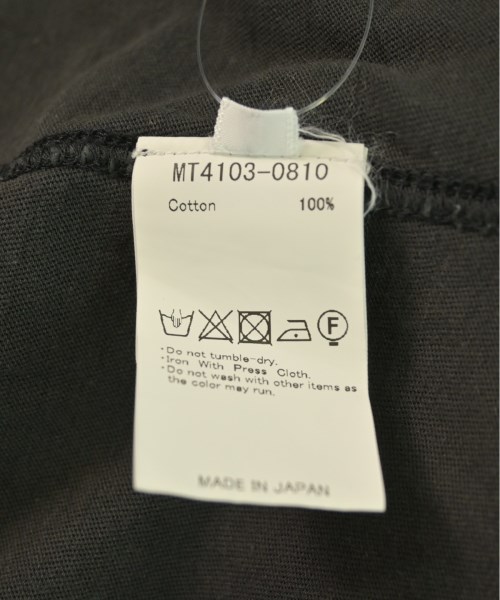 MT4103-0810
Cotton 100%
F
·Do not tumble-dry.
·Iron With Press Cloth.
·Do not wash with other items as
the color may run.
MADE IN JAPAN